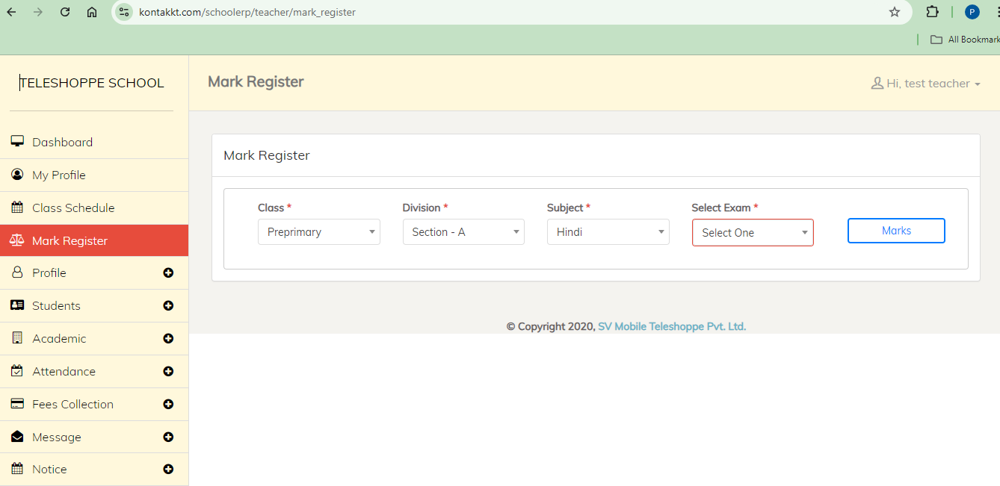 kontakkt.com/schoolerp/teacher/mark_register
P
All Bookmark
TELESHOPPE SCHOOL
Mark Register
Hi, test teacher
Dashboard
My Profile
Class Schedule
Mark Register
Profile
Students
Academic
Attendance
Fees Collection
Message
Notice
Mark Register
Class * Division * Subject * Select Exam *
Preprimary Section - A Hindi Select One Marks
© Copyright 2020, SV Mobile Teleshoppe Pvt. Ltd.